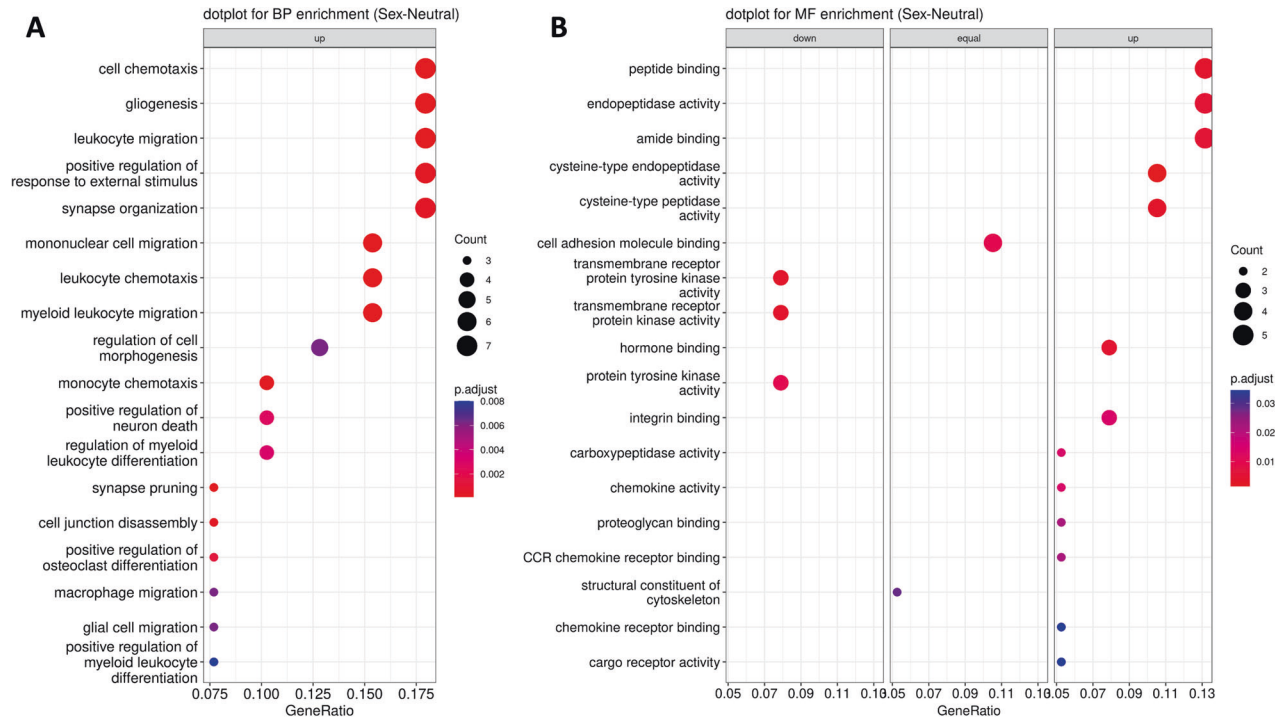 A
dotplot for BP enrichment (Sex-Neutral)
up
cell chemotaxis
gliogenesis
leukocyte migration
positive regulation of
response to external stimulus
synapse organization
mononuclear cell migration
leukocyte chemotaxis
myeloid leukocyte migration
regulation of cell
morphogenesis
monocyte chemotaxis
positive regulation of
neuron death
regulation of myeloid
leukocyte differentiation
synapse pruning
cell junction disassembly
positive regulation of
osteoclast differentiation
macrophage migration
glial cell migration
positive regulation of
myeloid leukocyte
differentiation
0.075 0.100 0.125 0.150 0.175
GeneRatio
Count
3
4
5
6
7
p.adjust
0.008
0.006
0.004
0.002
B
dotplot for MF enrichment (Sex-Neutral)
down equal up
peptide binding
endopeptidase activity
amide binding
cysteine-type endopeptidase
activity
cysteine-type peptidase
activity
cell adhesion molecule binding
transmembrane receptor
protein tyrosine kinase
activity
transmembrane receptor
protein kinase activity
hormone binding
protein tyrosine kinase
activity
integrin binding
carboxypeptidase activity
chemokine activity
proteoglycan binding
CCR chemokine receptor binding
structural constituent of
cytoskeleton
chemokine receptor binding
cargo receptor activity
0.05 0.07 0.09 0.11 0.13 0.05 0.07 0.09 0.11 0.13 0.05 0.07 0.09 0.11 0.13
GeneRatio
Count
2
3
4
5
p.adjust
0.03
0.02
0.01